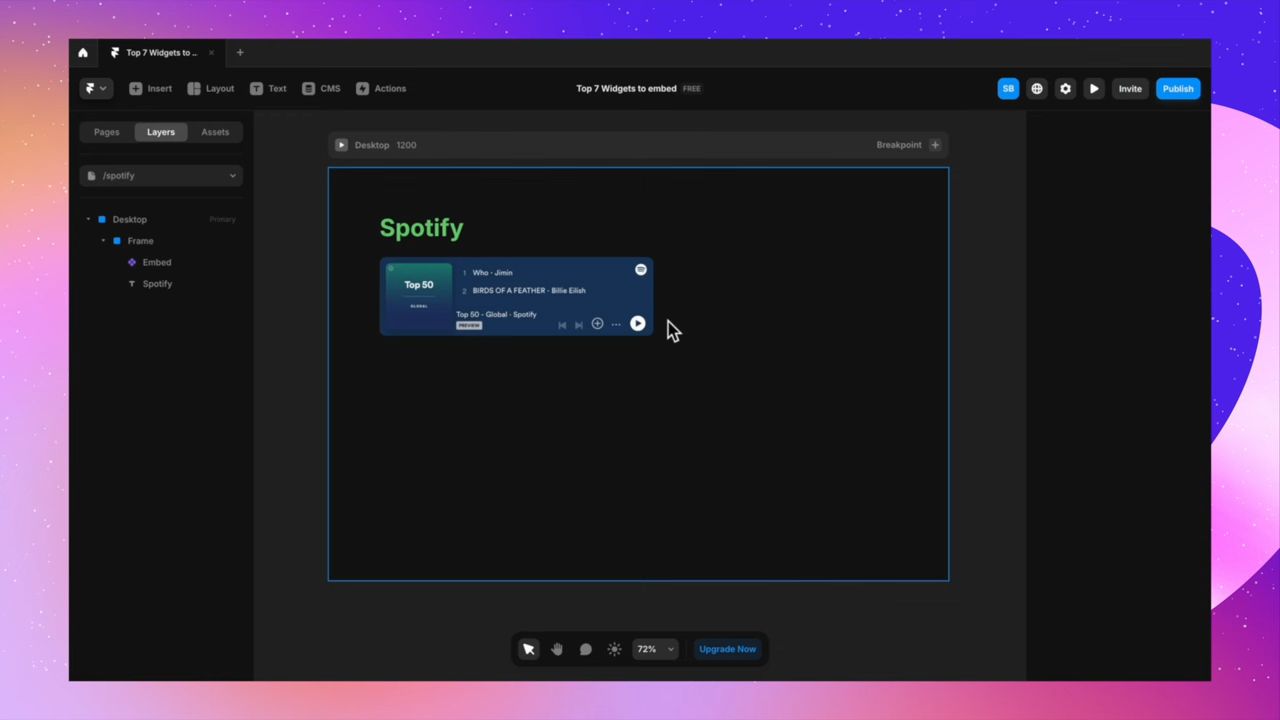 Top 7 Widgets to ...
Insert
Layout
Text
CMS
Actions
Top 7 Widgets to embed FREE
SB
Invite
Publish
Pages
Layers
Assets
/spotify
Desktop Primary
Frame
Embed
Spotify
Desktop 1200
Breakpoint
Spotify
Top 50
GLOBAL
1 Who - Jimin
2 BIRDS OF A FEATHER - Billie Eilish
Top 50 - Global - Spotify
PREVIEW
72%
Upgrade Now